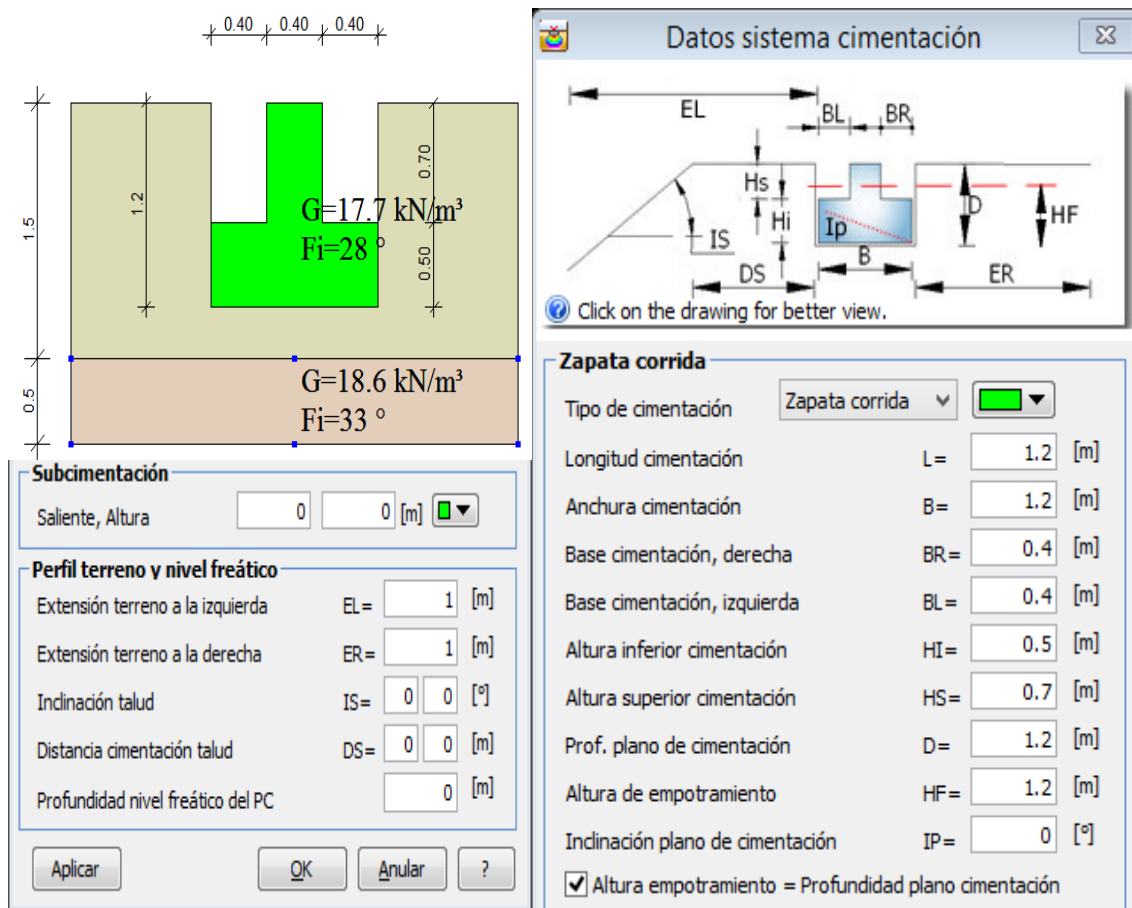 0.40 0.40 0.40
1.5
1.2
0.70
0.50
G=17.7 kN/m³
Fi=28 °
0.5
G=18.6 kN/m³
Fi=33 °
Subcimentación
Saliente, Altura 0 0 [m]
Perfil terreno y nivel freático
Extensión terreno a la izquierda EL= 1 [m]
Extensión terreno a la derecha ER= 1 [m]
Inclinación talud IS= 0 0 [°]
Distancia cimentación talud DS= 0 0 [m]
Profundidad nivel freático del PC 0 [m]
Aplicar OK Anular ?
Datos sistema cimentación
EL BL BR
Hs Hi D HF
IS Ip
DS B ER
Click on the drawing for better view.
Zapata corrida
Tipo de cimentación Zapata corrida
Longitud cimentación L= 1.2 [m]
Anchura cimentación B= 1.2 [m]
Base cimentación, derecha BR= 0.4 [m]
Base cimentación, izquierda BL= 0.4 [m]
Altura inferior cimentación HI= 0.5 [m]
Altura superior cimentación HS= 0.7 [m]
Prof. plano de cimentación D= 1.2 [m]
Altura de empotramiento HF= 1.2 [m]
Inclinación plano de cimentación IP= 0 [°]
Altura empotramiento = Profundidad plano cimentación